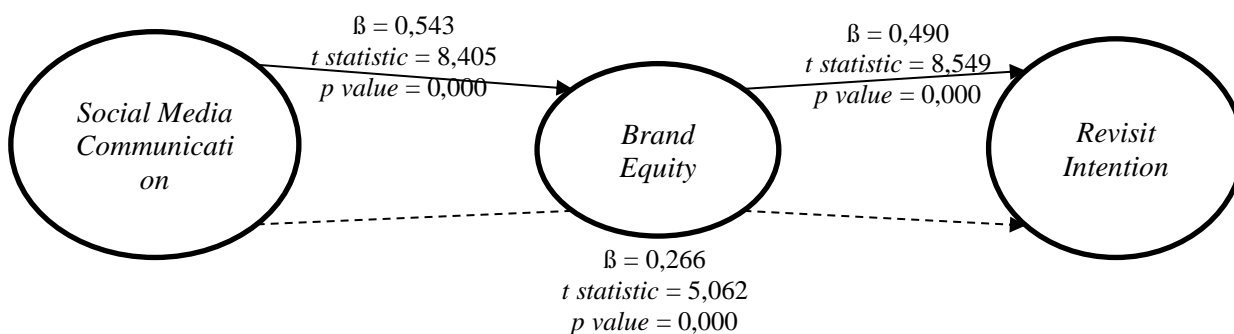 ß = 0,543
t statistic = 8,405
p value = 0,000
ß = 0,490
t statistic = 8,549
p value = 0,000
Social Media
Communicati
on
Brand
Equity
Revisit
Intention
ß = 0,266
t statistic = 5,062
p value = 0,000